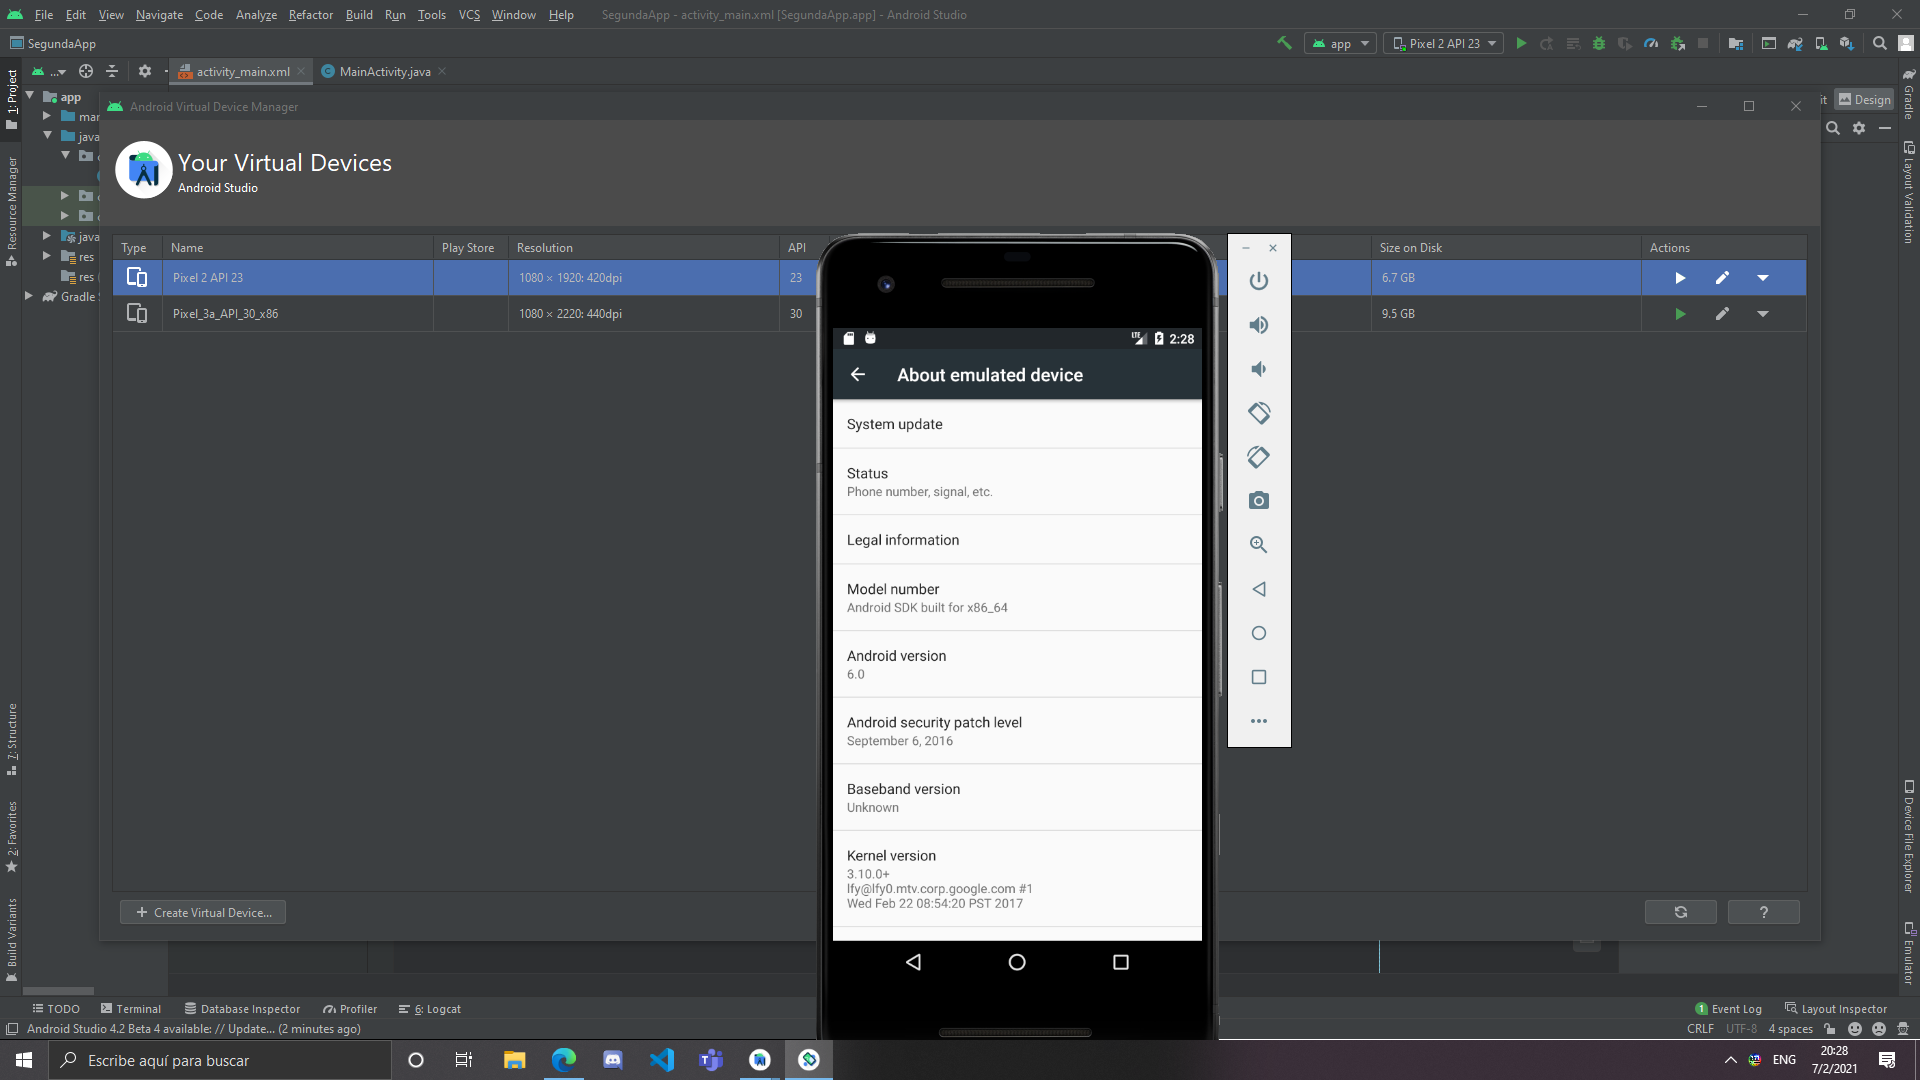 File Edit View Navigate Code Analyze Refactor Build Run Tools VCS Window Help SegundaApp - activity_main.xml [SegundaApp.app] - Android Studio
SegundaApp
app
Pixel 2 API 23
...
activity_main.xml
MainActivity.java
1: Project
Resource Manager
7: Structure
2: Favorites
Build Variants
app
java
java
res
res
Gradle
Design
Gradle
Layout Validation
Device File Explorer
Emulator
Android Virtual Device Manager
Your Virtual Devices
Android Studio
Type Name Play Store Resolution API Size on Disk Actions
Pixel 2 API 23 1080 × 1920: 420dpi 23 6.7 GB
Pixel_3a_API_30_x86 1080 × 2220: 440dpi 30 9.5 GB
LTE 2:28
About emulated device
System update
Status
Phone number, signal, etc.
Legal information
Model number
Android SDK built for x86_64
Android version
6.0
Android security patch level
September 6, 2016
Baseband version
Unknown
Kernel version
3.10.0+
lfy@lfy0.mtv.corp.google.com #1
Wed Feb 22 08:54:20 PST 2017
+ Create Virtual Device...
?
TODO Terminal Database Inspector Profiler 6: Logcat
1 Event Log Layout Inspector
Android Studio 4.2 Beta 4 available: // Update... (2 minutes ago)
CRLF UTF-8 4 spaces
Escribe aquí para buscar
ENG
20:28
7/2/2021